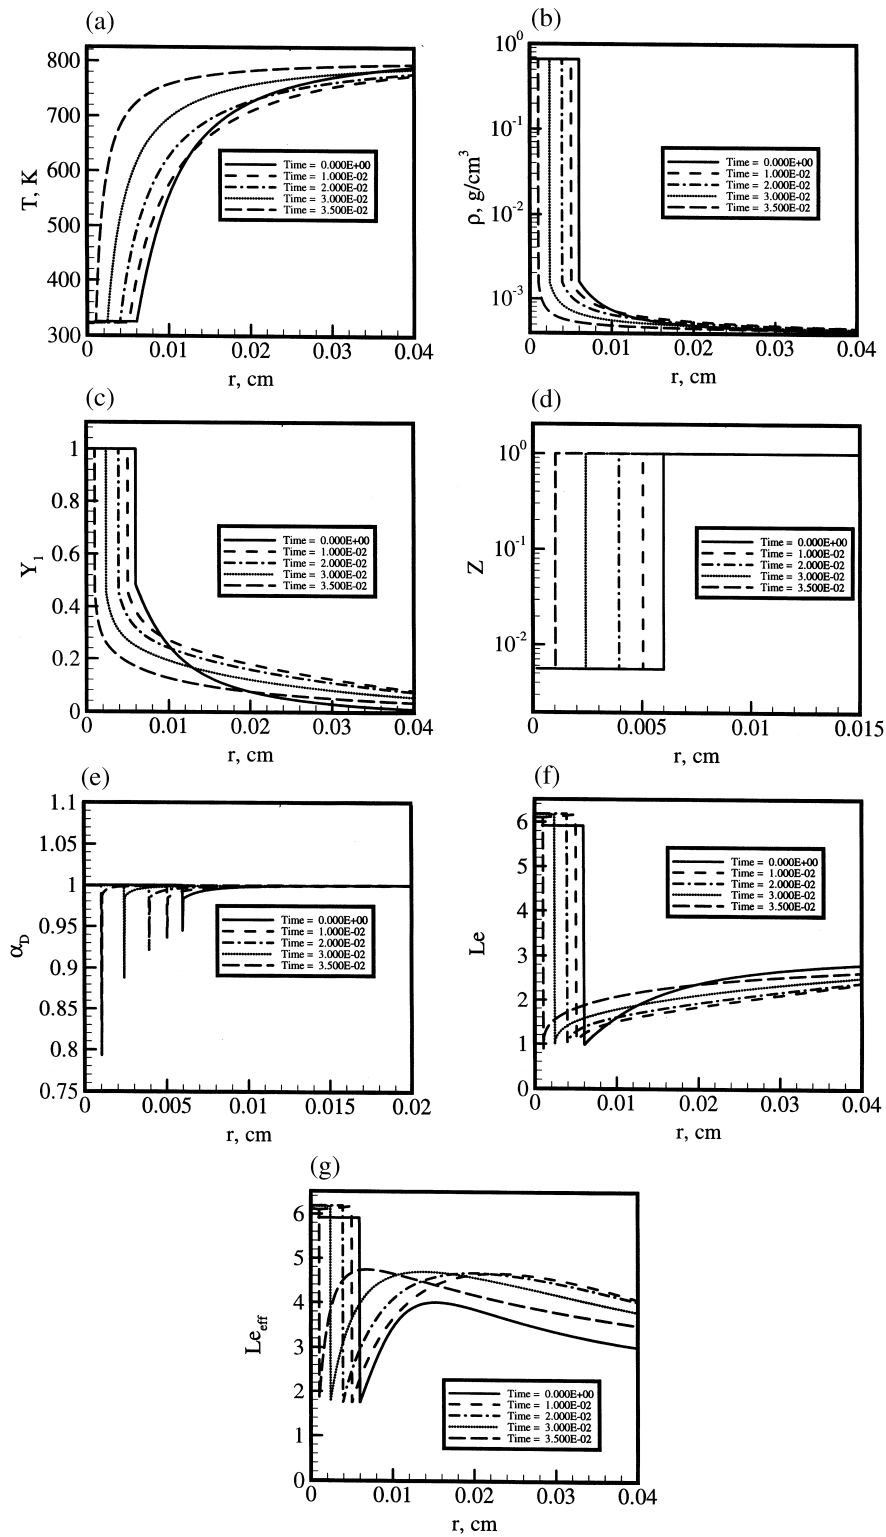 (a)
800
700
600
500
400
300
T, K
Time = 0.000E+00
Time = 1.000E-02
Time = 2.000E-02
Time = 3.000E-02
Time = 3.500E-02
0 0.01 0.02 0.03 0.04
r, cm
(b)
10⁰
10⁻¹
10⁻²
10⁻³
ρ, g/cm³
Time = 0.000E+00
Time = 1.000E-02
Time = 2.000E-02
Time = 3.000E-02
Time = 3.500E-02
0 0.01 0.02 0.03 0.04
r, cm
(c)
1
0.8
0.6
0.4
0.2
0
Y₁
Time = 0.000E+00
Time = 1.000E-02
Time = 2.000E-02
Time = 3.000E-02
Time = 3.500E-02
0 0.01 0.02 0.03 0.04
r, cm
(d)
10⁰
10⁻¹
10⁻²
Z
Time = 0.000E+00
Time = 1.000E-02
Time = 2.000E-02
Time = 3.000E-02
Time = 3.500E-02
0 0.005 0.01 0.015
r, cm
(e)
1.1
1.05
1
0.95
0.9
0.85
0.8
0.75
α_D
Time = 0.000E+00
Time = 1.000E-02
Time = 2.000E-02
Time = 3.000E-02
Time = 3.500E-02
0 0.005 0.01 0.015 0.02
r, cm
(f)
6
5
4
3
2
1
0
Le
Time = 0.000E+00
Time = 1.000E-02
Time = 2.000E-02
Time = 3.000E-02
Time = 3.500E-02
0 0.01 0.02 0.03 0.04
r, cm
(g)
6
5
4
3
2
1
0
Le_eff
Time = 0.000E+00
Time = 1.000E-02
Time = 2.000E-02
Time = 3.000E-02
Time = 3.500E-02
0 0.01 0.02 0.03 0.04
r, cm